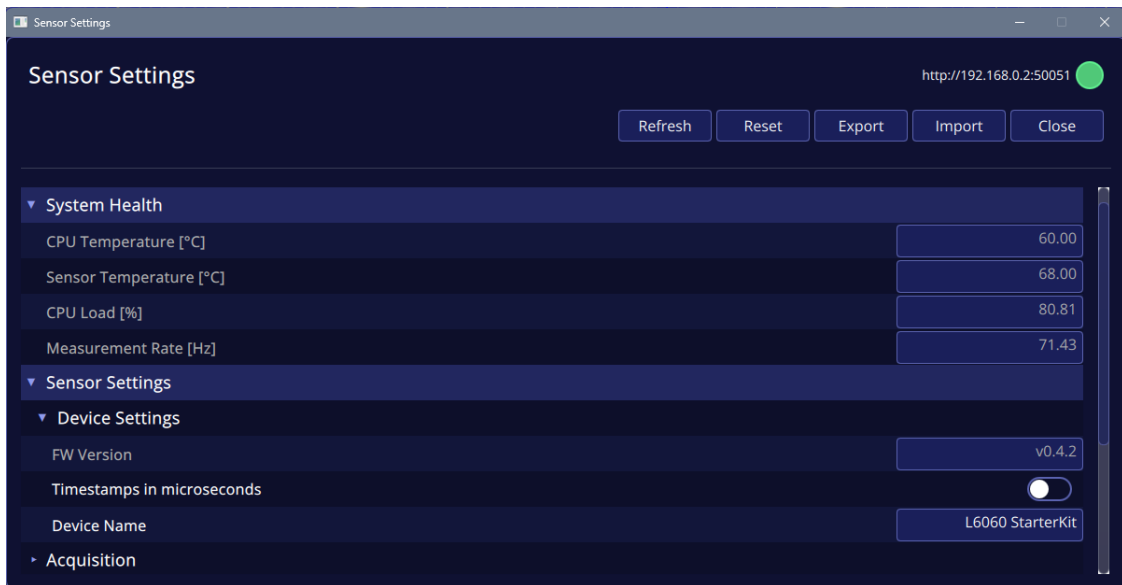 Sensor Settings
Sensor Settings
http://192.168.0.2:50051
Refresh Reset Export Import Close
System Health
CPU Temperature [°C] 60.00
Sensor Temperature [°C] 68.00
CPU Load [%] 80.81
Measurement Rate [Hz] 71.43
Sensor Settings
Device Settings
FW Version v0.4.2
Timestamps in microseconds
Device Name L6060 StarterKit
Acquisition